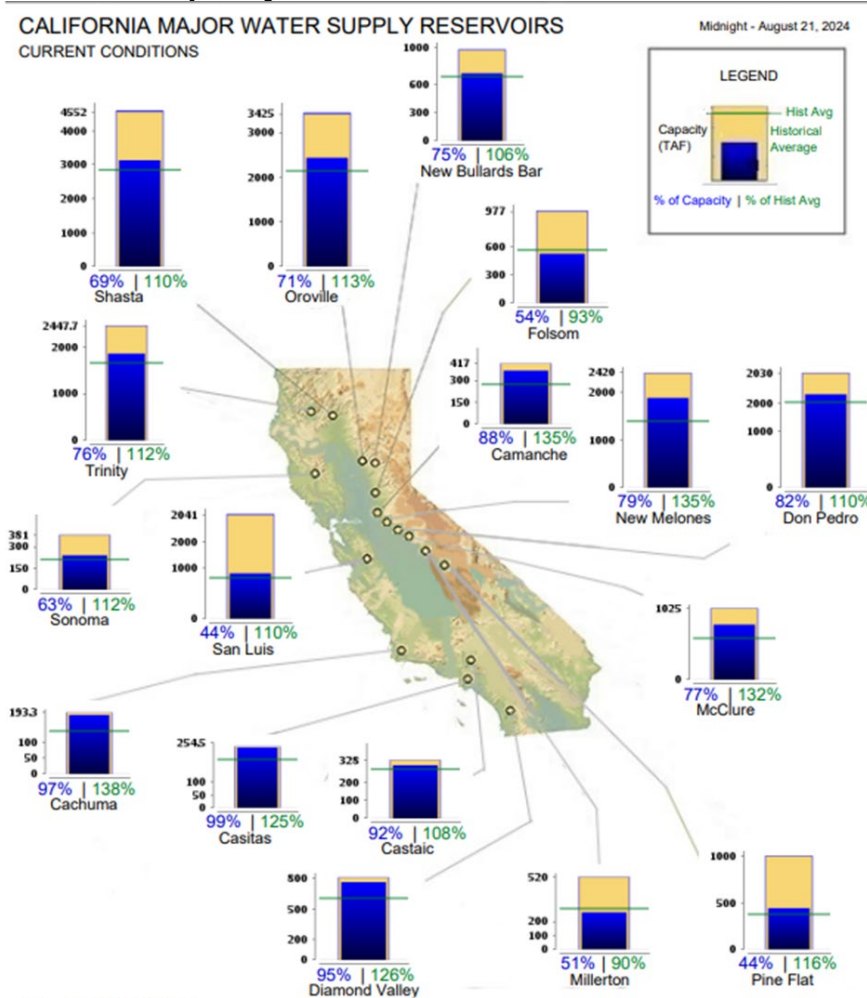 CALIFORNIA MAJOR WATER SUPPLY RESERVOIRS
Midnight - August 21, 2024
CURRENT CONDITIONS
LEGEND
Hist Avg
Capacity
(TAF)
Historical
Average
% of Capacity | % of Hist Avg
1000
600
300
0
75% | 106%
New Bullards Bar
4552
4000
3000
2000
1000
0
69% | 110%
Shasta
3425
3000
2000
1000
0
71% | 113%
Oroville
977
600
300
0
54% | 93%
Folsom
2447.7
2000
1000
0
76% | 112%
Trinity
417
300
150
0
88% | 135%
Camanche
2420
2000
1000
0
79% | 135%
New Melones
2030
2000
1000
0
82% | 110%
Don Pedro
381
300
150
0
63% | 112%
Sonoma
2041
2000
1000
0
44% | 110%
San Luis
1025
0
77% | 132%
McClure
193.3
100
50
0
97% | 138%
Cachuma
254.5
100
50
0
99% | 125%
Casitas
325
200
100
0
92% | 108%
Castaic
800
500
200
0
95% | 126%
Diamond Valley
520
200
100
0
51% | 90%
Millerton
1000
500
0
44% | 116%
Pine Flat